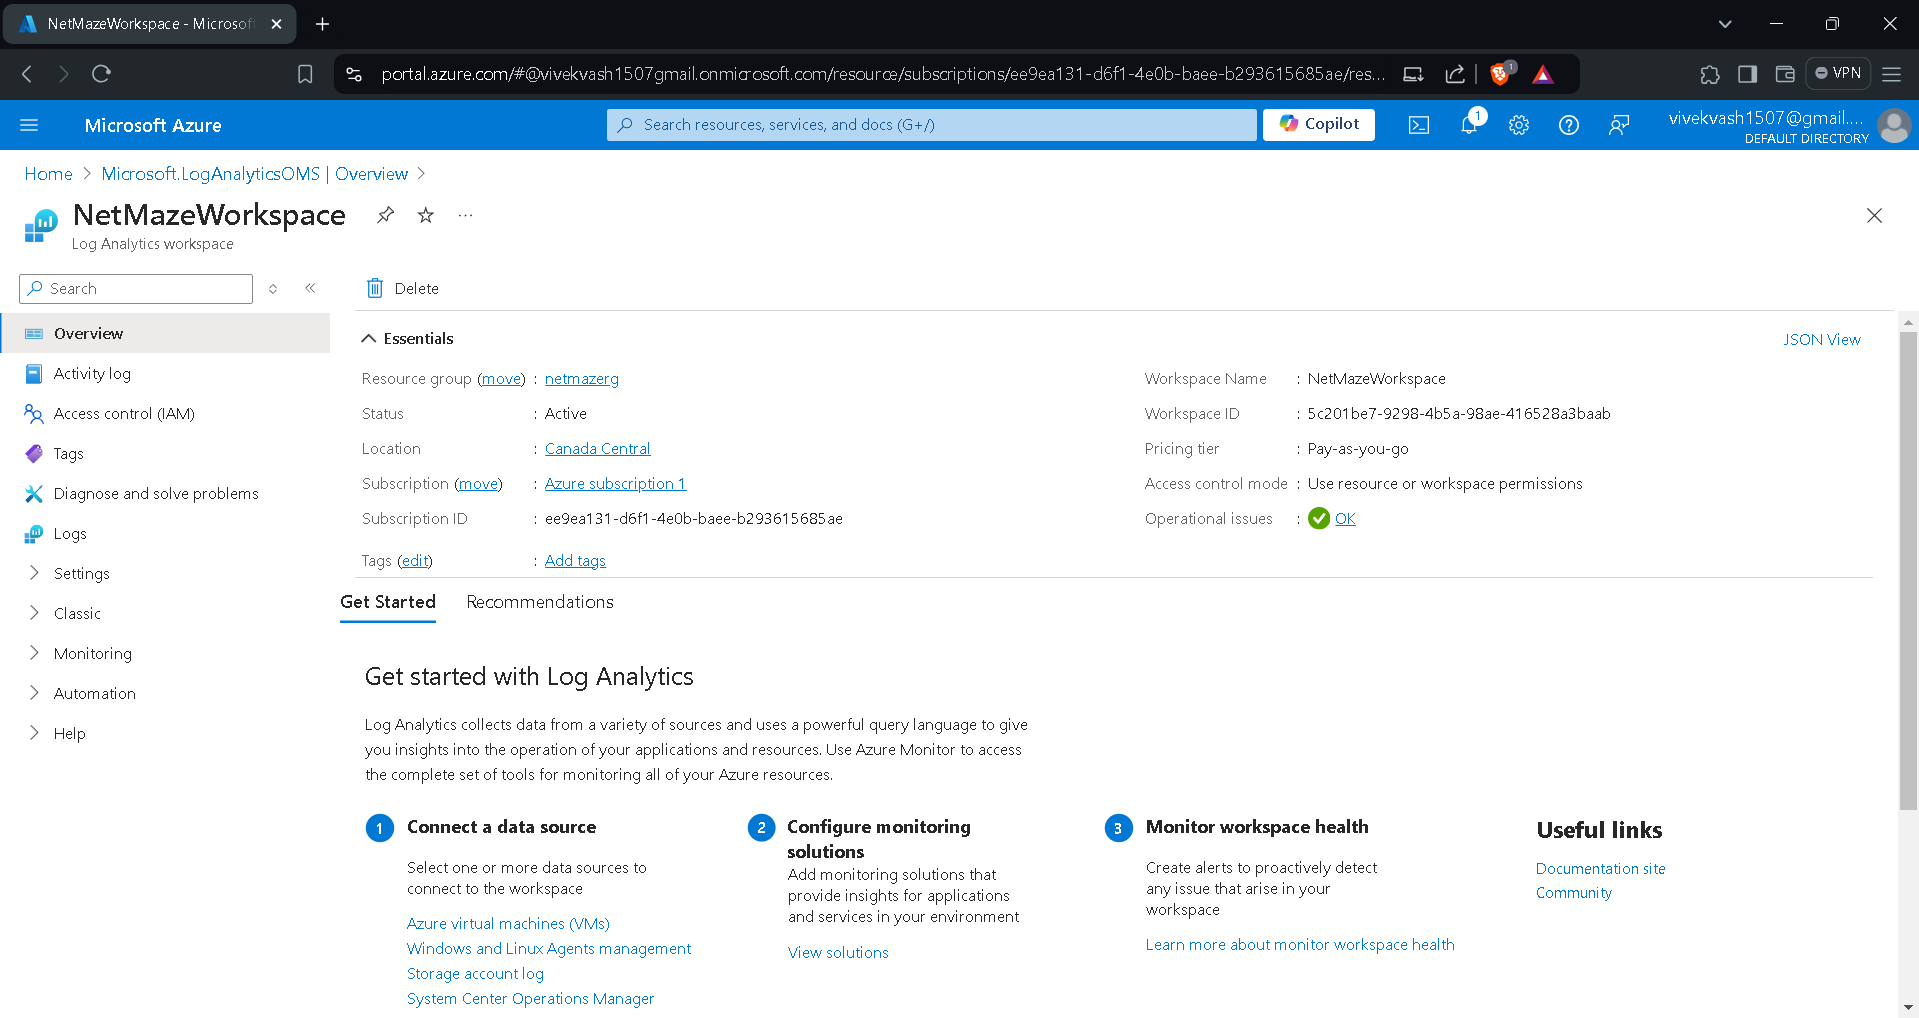 NetMazeWorkspace - Microsof
portal.azure.com/#@vivekvash1507gmail.onmicrosoft.com/resource/subscriptions/ee9ea131-d6f1-4e0b-baee-b293615685ae/res...
1
VPN
Microsoft Azure
Search resources, services, and docs (G+/)
Copilot
1
vivekvash1507@gmail....
DEFAULT DIRECTORY
Home > Microsoft.LogAnalyticsOMS | Overview >
NetMazeWorkspace
Log Analytics workspace
Search
Delete
Overview
Activity log
Access control (IAM)
Tags
Diagnose and solve problems
Logs
Settings
Classic
Monitoring
Automation
Help
Essentials
JSON View
Resource group (move) : netmazerg
Status : Active
Location : Canada Central
Subscription (move) : Azure subscription 1
Subscription ID : ee9ea131-d6f1-4e0b-baee-b293615685ae
Tags (edit) : Add tags
Workspace Name : NetMazeWorkspace
Workspace ID : 5c201be7-9298-4b5a-98ae-416528a3baab
Pricing tier : Pay-as-you-go
Access control mode : Use resource or workspace permissions
Operational issues : OK
Get Started Recommendations
Get started with Log Analytics
Log Analytics collects data from a variety of sources and uses a powerful query language to give
you insights into the operation of your applications and resources. Use Azure Monitor to access
the complete set of tools for monitoring all of your Azure resources.
1 Connect a data source
Select one or more data sources to
connect to the workspace
Azure virtual machines (VMs)
Windows and Linux Agents management
Storage account log
System Center Operations Manager
2 Configure monitoring
solutions
Add monitoring solutions that
provide insights for applications
and services in your environment
View solutions
3 Monitor workspace health
Create alerts to proactively detect
any issue that arise in your
workspace
Learn more about monitor workspace health
Useful links
Documentation site
Community